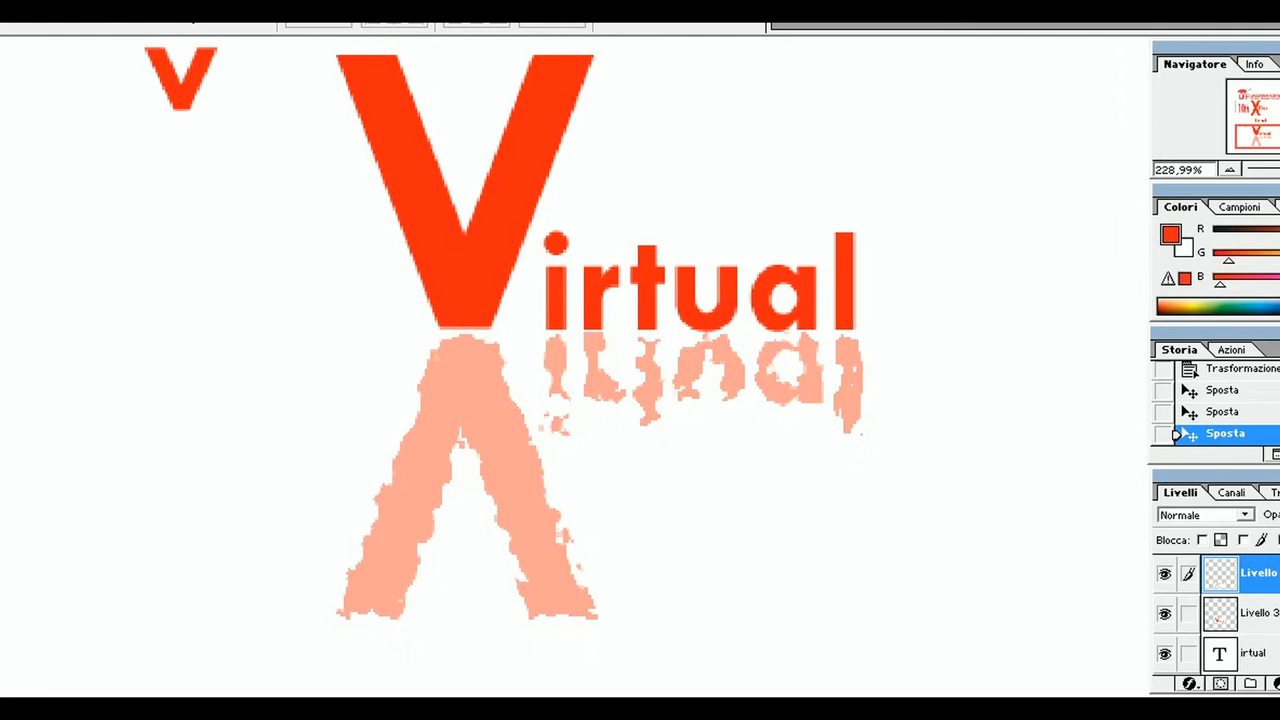 V
Virtual
Navigatore Info
228,99%
Colori Campioni
R
G
B
Storia Azioni
Trasformazione
Sposta
Sposta
Sposta
Livelli Canali
Normale
Blocca:
Livello
Livello 3
T irtual